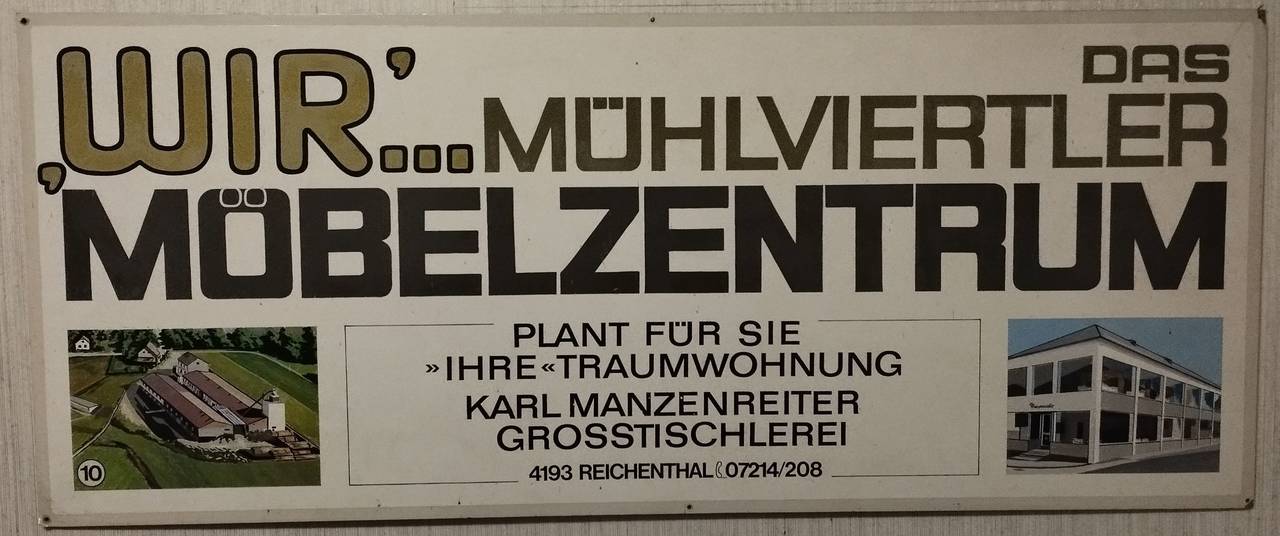 ‚WIR’...
DAS
MÜHLVIERTLER
MÖBELZENTRUM
PLANT FÜR SIE
»IHRE« TRAUMWOHNUNG
KARL MANZENREITER
GROSSTISCHLEREI
4193 REICHENTHAL ✆ 07214/208
10